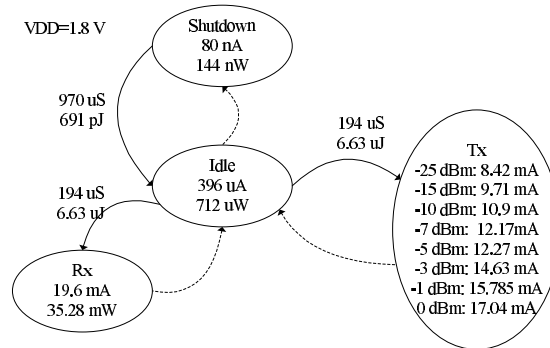 VDD=1.8 V
Shutdown
80 nA
144 nW
970 uS
691 pJ
194 uS
6.63 uJ
Idle
396 uA
712 uW
194 uS
6.63 uJ
Rx
19.6 mA
35.28 mW
Tx
-25 dBm: 8.42 mA
-15 dBm: 9.71 mA
-10 dBm: 10.9 mA
-7 dBm: 12.17mA
-5 dBm: 12.27 mA
-3 dBm: 14.63 mA
-1 dBm: 15.785mA
0 dBm: 17.04 mA